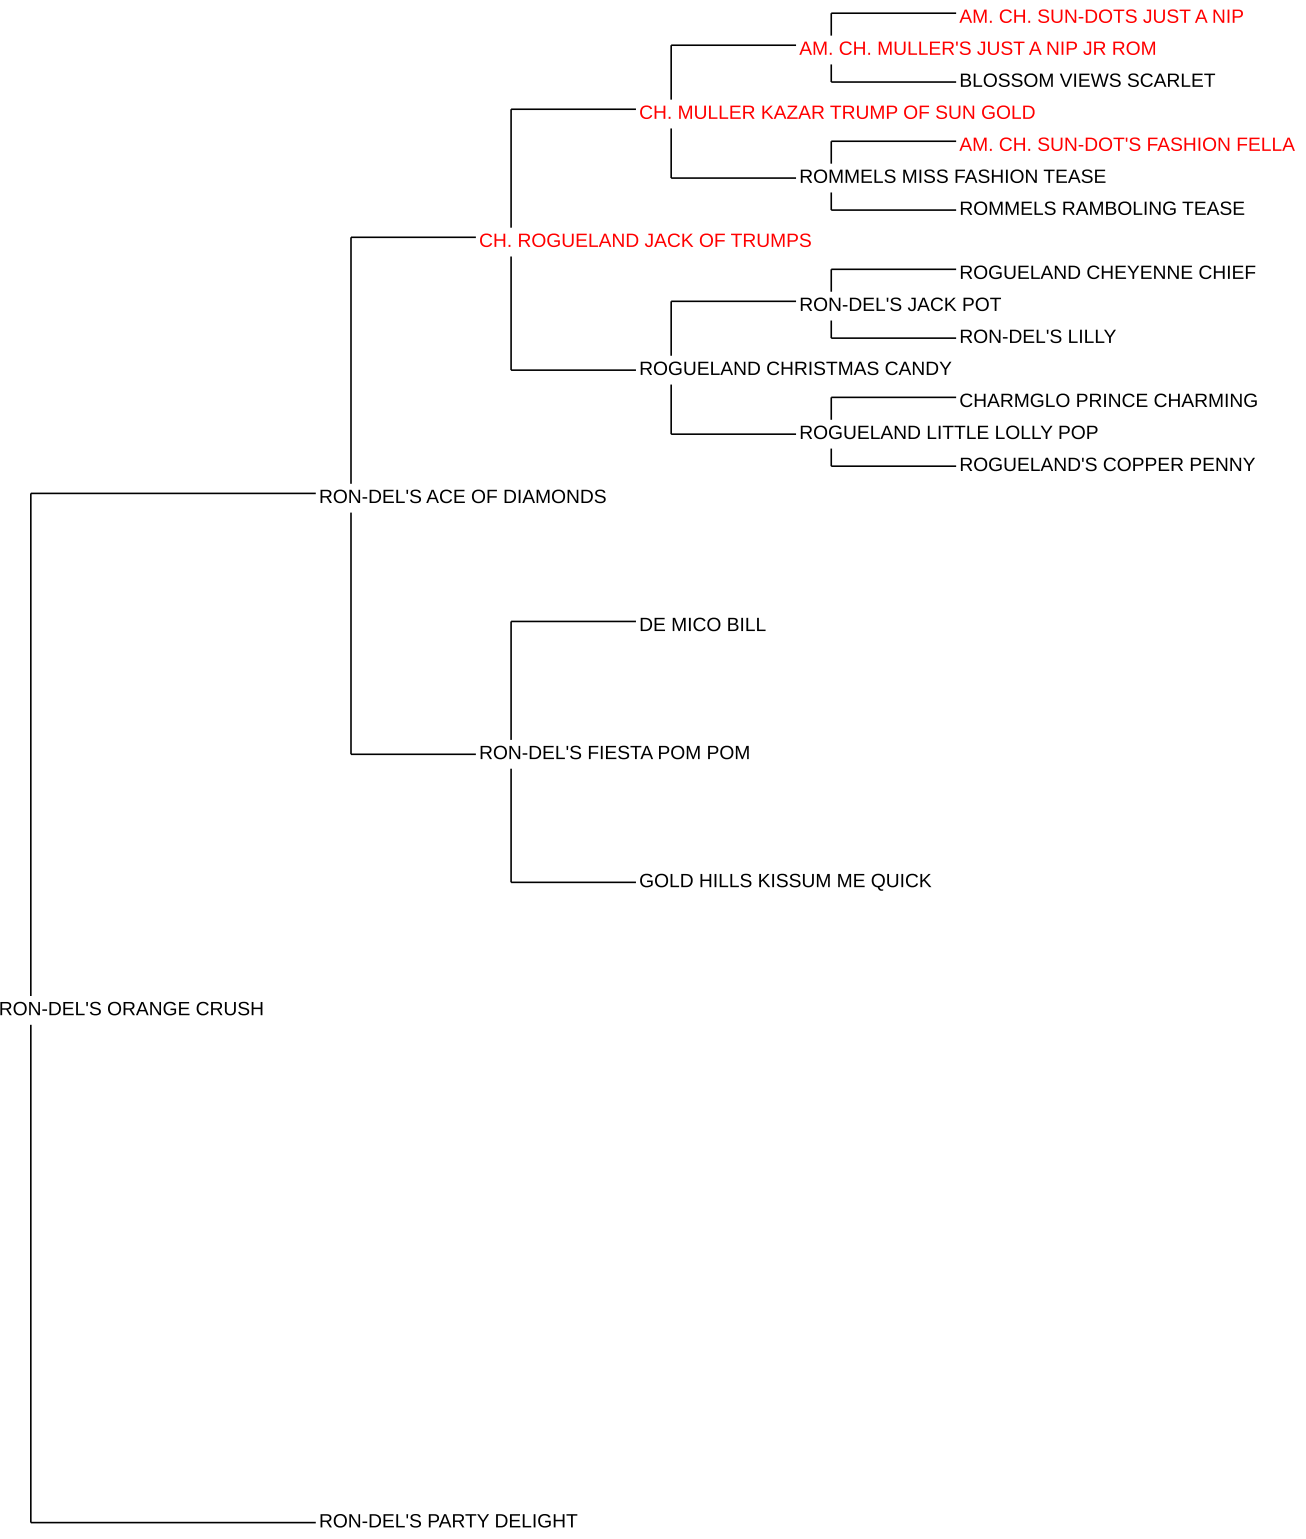 AM. CH. SUN-DOTS JUST A NIP
AM. CH. MULLER'S JUST A NIP JR ROM
BLOSSOM VIEWS SCARLET
CH. MULLER KAZAR TRUMP OF SUN GOLD
AM. CH. SUN-DOT'S FASHION FELLA
ROMMELS MISS FASHION TEASE
ROMMELS RAMBOLING TEASE
CH. ROGUELAND JACK OF TRUMPS
ROGUELAND CHEYENNE CHIEF
RON-DEL'S JACK POT
RON-DEL'S LILLY
ROGUELAND CHRISTMAS CANDY
CHARMGLO PRINCE CHARMING
ROGUELAND LITTLE LOLLY POP
ROGUELAND'S COPPER PENNY
RON-DEL'S ACE OF DIAMONDS
DE MICO BILL
RON-DEL'S FIESTA POM POM
GOLD HILLS KISSUM ME QUICK
RON-DEL'S ORANGE CRUSH
RON-DEL'S PARTY DELIGHT